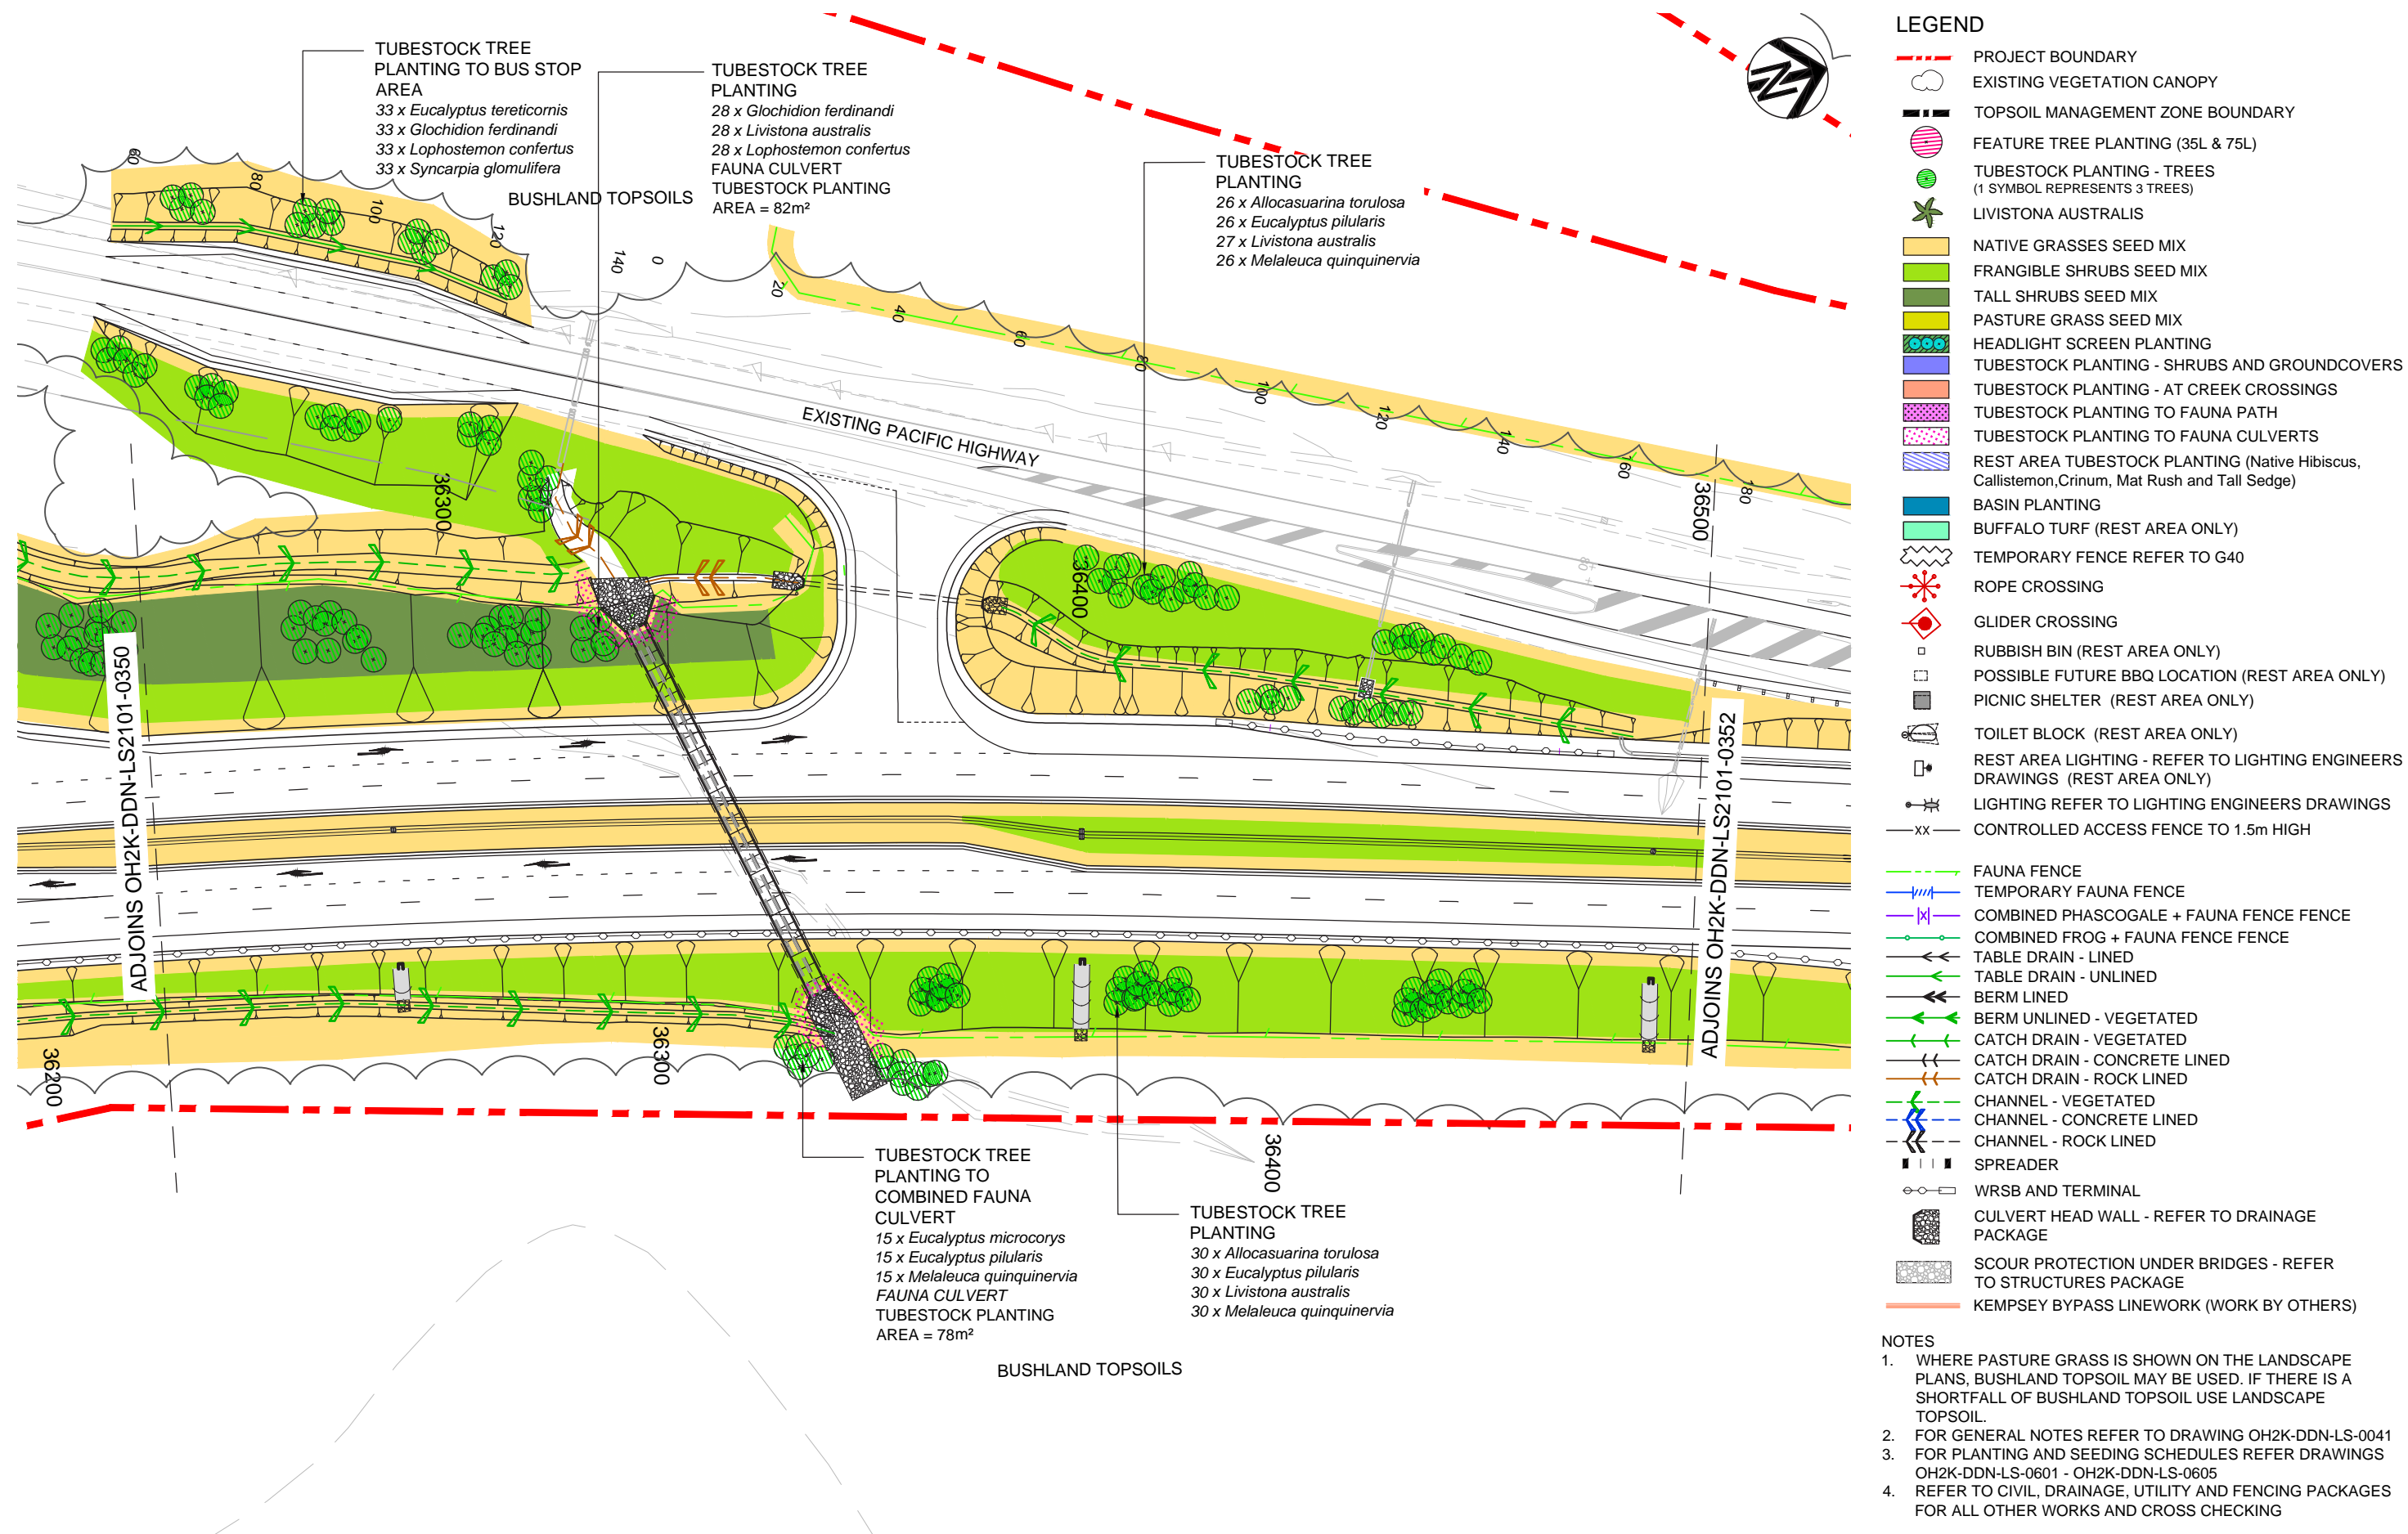 TUBESTOCK TREE
PLANTING TO BUS STOP
AREA
33 x Eucalyptus tereticornis
33 x Glochidion ferdinandi
33 x Lophostemon confertus
33 x Syncarpia glomulifera
TUBESTOCK TREE
PLANTING
28 x Glochidion ferdinandi
28 x Livistona australis
28 x Lophostemon confertus
FAUNA CULVERT
TUBESTOCK PLANTING
AREA = 82m²
BUSHLAND TOPSOILS
TUBESTOCK TREE
PLANTING
26 x Allocasuarina torulosa
26 x Eucalyptus pilularis
27 x Livistona australis
26 x Melaleuca quinquinervia
N
60
80
100
120
140
0
20
40
60
80
100
120
140
160
180
EXISTING PACIFIC HIGHWAY
36300
36400
36500
ADJOINS OH2K-DDN-LS2101-0350
ADJOINS OH2K-DDN-LS2101-0352
36200
36300
36400
TUBESTOCK TREE
PLANTING TO
COMBINED FAUNA
CULVERT
15 x Eucalyptus microcorys
15 x Eucalyptus pilularis
15 x Melaleuca quinquinervia
FAUNA CULVERT
TUBESTOCK PLANTING
AREA = 78m²
TUBESTOCK TREE
PLANTING
30 x Allocasuarina torulosa
30 x Eucalyptus pilularis
30 x Livistona australis
30 x Melaleuca quinquinervia
BUSHLAND TOPSOILS
LEGEND
PROJECT BOUNDARY
EXISTING VEGETATION CANOPY
TOPSOIL MANAGEMENT ZONE BOUNDARY
FEATURE TREE PLANTING (35L & 75L)
TUBESTOCK PLANTING - TREES
(1 SYMBOL REPRESENTS 3 TREES)
LIVISTONA AUSTRALIS
NATIVE GRASSES SEED MIX
FRANGIBLE SHRUBS SEED MIX
TALL SHRUBS SEED MIX
PASTURE GRASS SEED MIX
HEADLIGHT SCREEN PLANTING
TUBESTOCK PLANTING - SHRUBS AND GROUNDCOVERS
TUBESTOCK PLANTING - AT CREEK CROSSINGS
TUBESTOCK PLANTING TO FAUNA PATH
TUBESTOCK PLANTING TO FAUNA CULVERTS
REST AREA TUBESTOCK PLANTING (Native Hibiscus,
Callistemon,Crinum, Mat Rush and Tall Sedge)
BASIN PLANTING
BUFFALO TURF (REST AREA ONLY)
TEMPORARY FENCE REFER TO G40
ROPE CROSSING
GLIDER CROSSING
RUBBISH BIN (REST AREA ONLY)
POSSIBLE FUTURE BBQ LOCATION (REST AREA ONLY)
PICNIC SHELTER (REST AREA ONLY)
TOILET BLOCK (REST AREA ONLY)
REST AREA LIGHTING - REFER TO LIGHTING ENGINEERS
DRAWINGS (REST AREA ONLY)
LIGHTING REFER TO LIGHTING ENGINEERS DRAWINGS
XX CONTROLLED ACCESS FENCE TO 1.5m HIGH
FAUNA FENCE
TEMPORARY FAUNA FENCE
COMBINED PHASCOGALE + FAUNA FENCE FENCE
COMBINED FROG + FAUNA FENCE FENCE
TABLE DRAIN - LINED
TABLE DRAIN - UNLINED
BERM LINED
BERM UNLINED - VEGETATED
CATCH DRAIN - VEGETATED
CATCH DRAIN - CONCRETE LINED
CATCH DRAIN - ROCK LINED
CHANNEL - VEGETATED
CHANNEL - CONCRETE LINED
CHANNEL - ROCK LINED
SPREADER
WRSB AND TERMINAL
CULVERT HEAD WALL - REFER TO DRAINAGE
PACKAGE
SCOUR PROTECTION UNDER BRIDGES - REFER
TO STRUCTURES PACKAGE
KEMPSEY BYPASS LINEWORK (WORK BY OTHERS)
NOTES
1. WHERE PASTURE GRASS IS SHOWN ON THE LANDSCAPE
PLANS, BUSHLAND TOPSOIL MAY BE USED. IF THERE IS A
SHORTFALL OF BUSHLAND TOPSOIL USE LANDSCAPE
TOPSOIL.
2. FOR GENERAL NOTES REFER TO DRAWING OH2K-DDN-LS-0041
3. FOR PLANTING AND SEEDING SCHEDULES REFER DRAWINGS
OH2K-DDN-LS-0601 - OH2K-DDN-LS-0605
4. REFER TO CIVIL, DRAINAGE, UTILITY AND FENCING PACKAGES
FOR ALL OTHER WORKS AND CROSS CHECKING